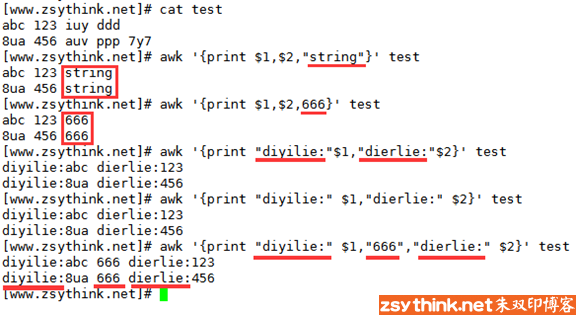 [www.zsythink.net]# cat test
abc 123 iuy ddd
8ua 456 auv ppp 7y7
[www.zsythink.net]# awk '{print $1,$2,"string"}' test
abc 123 string
8ua 456 string
[www.zsythink.net]# awk '{print $1,$2,666}' test
abc 123 666
8ua 456 666
[www.zsythink.net]# awk '{print "diyilie:"$1,"dierlie:"$2}' test
diyilie:abc dierlie:123
diyilie:8ua dierlie:456
[www.zsythink.net]# awk '{print "diyilie:" $1,"dierlie:" $2}' test
diyilie:abc dierlie:123
diyilie:8ua dierlie:456
[www.zsythink.net]# awk '{print "diyilie:" $1,"666","dierlie:" $2}' test
diyilie:abc 666 dierlie:123
diyilie:8ua 666 dierlie:456
[www.zsythink.net]#
zsythink.net朱双印博客